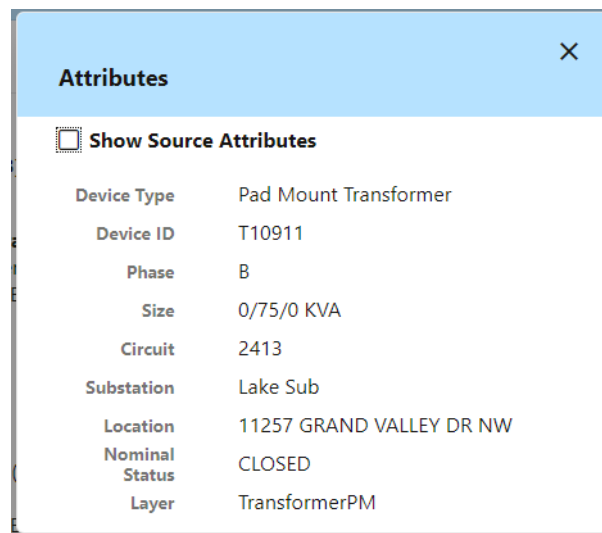 Attributes
Show Source Attributes
Device Type Pad Mount Transformer
Device ID T10911
Phase B
Size 0/75/0 KVA
Circuit 2413
Substation Lake Sub
Location 11257 GRAND VALLEY DR NW
Nominal Status CLOSED
Layer TransformerPM